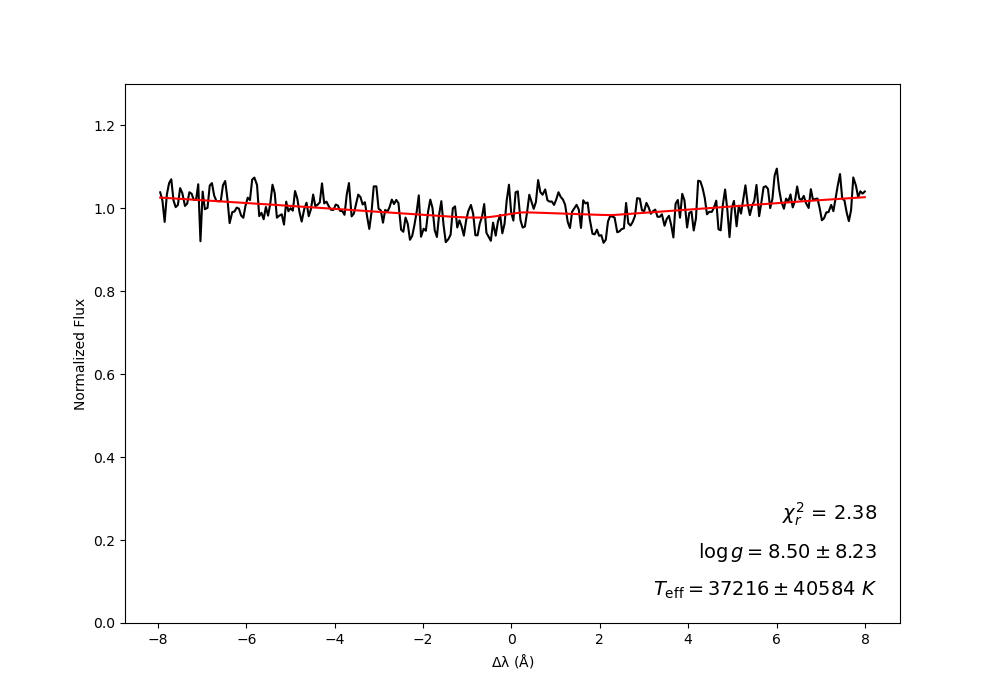 Normalized Flux
1.2
1.0
0.8
0.6
0.4
0.2
0.0
χ²ᵣ = 2.38
log g = 8.50 ± 8.23
T_eff = 37216 ± 40584 K
−8 −6 −4 −2 0 2 4 6 8
Δλ (Å)